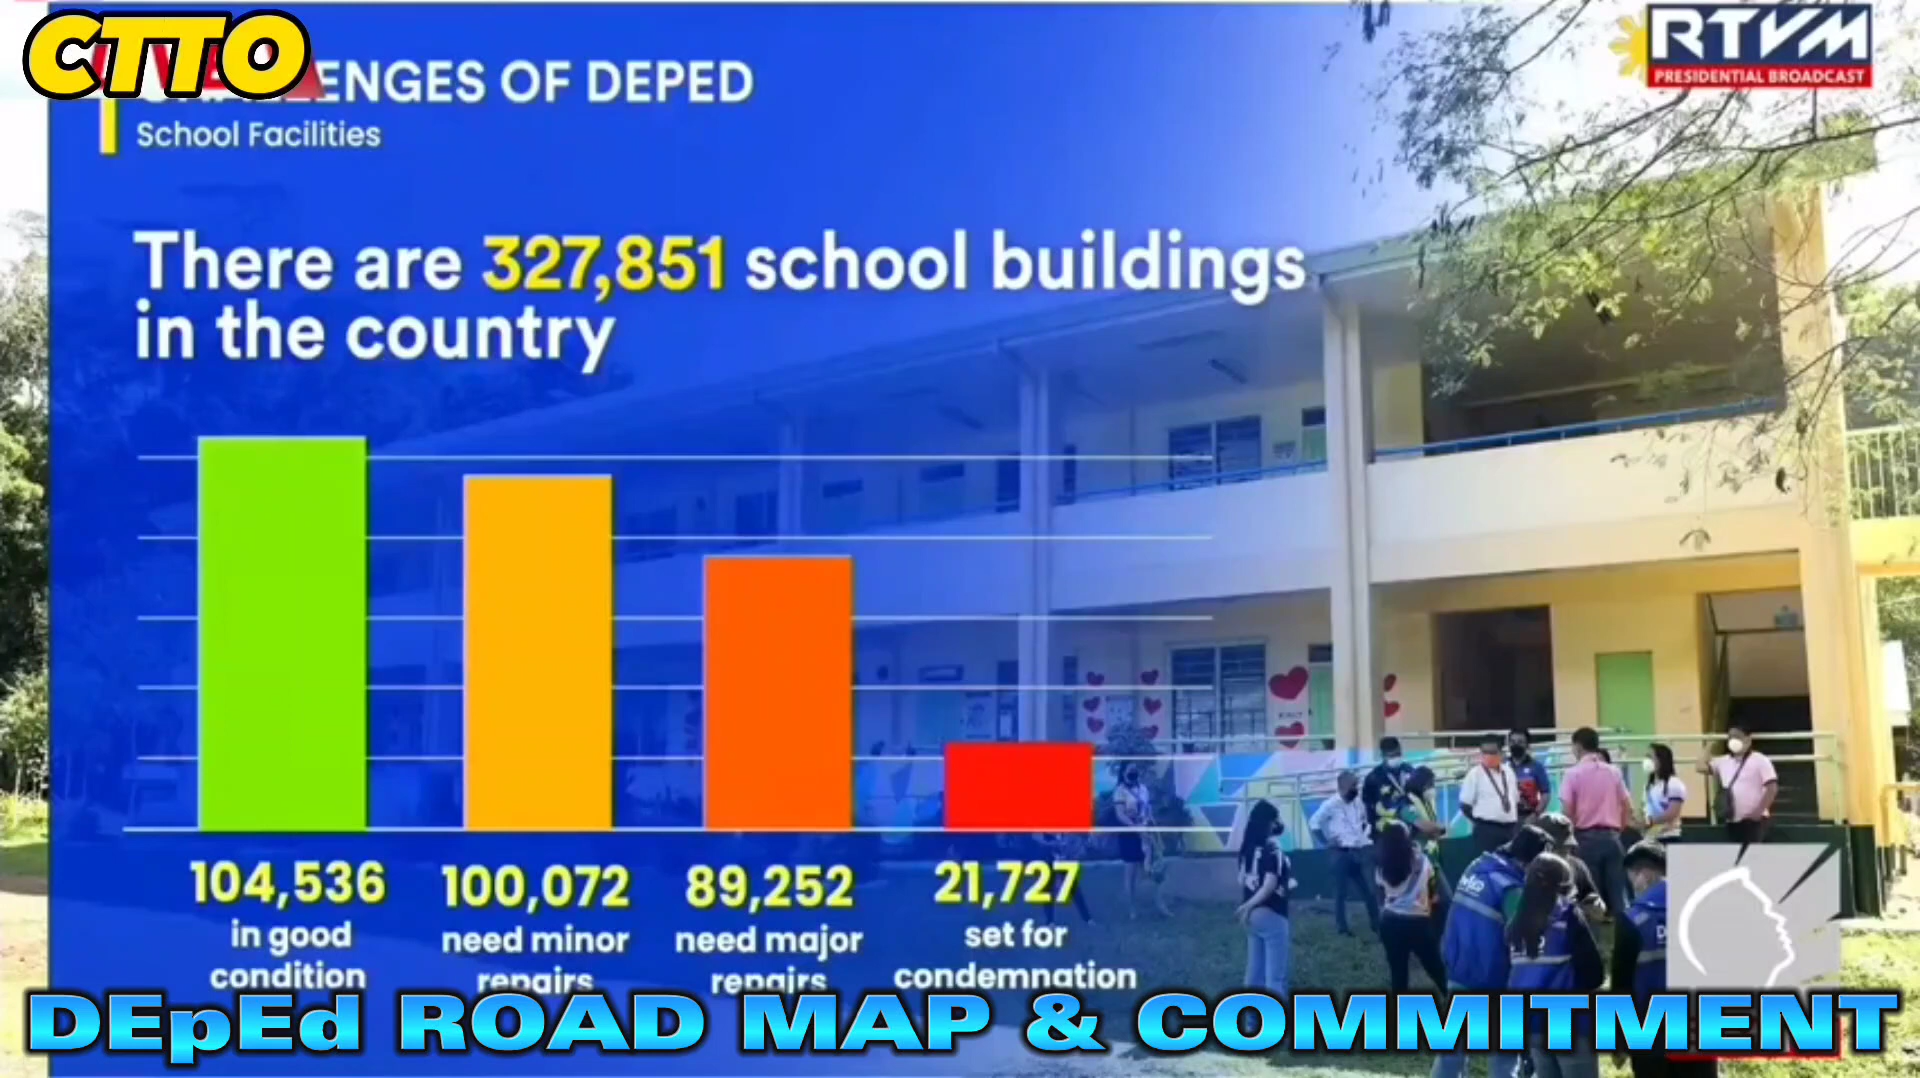 CTTO
ENGES OF DEPED
School Facilities
RTVM
PRESIDENTIAL BROADCAST
There are 327,851 school buildings
in the country
104,536
in good
condition
100,072
need minor
repairs
89,252
need major
repairs
21,727
set for
condemnation
DEpEd ROAD MAP & COMMITMENT